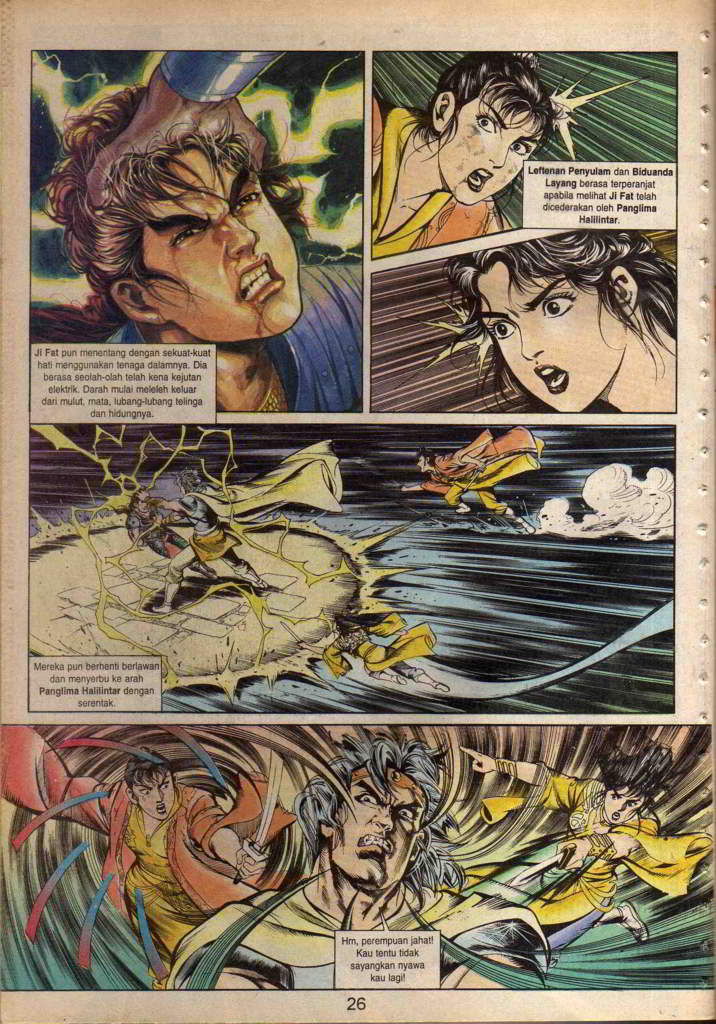 Ji Fat pun menentang dengan sekuat-kuat
hati menggunakan tenaga dalamnya. Dia
berasa seolah-olah telah kena kejutan
elektrik. Darah mulai meleleh keluar
dari mulut, mata, lubang-lubang telinga
dan hidungnya.
Leftenan Penyulam dan Biduanda
Layang berasa terperanjat
apabila melihat Ji Fat telah
dicederakan oleh Panglima
Halilintar.
Mereka pun berhenti berlawan
dan menyerbu ke arah
Panglima Halilintar dengan
serentak.
Hm, perempuan jahat!
Kau tentu tidak
sayangkan nyawa
kau lagi!
26